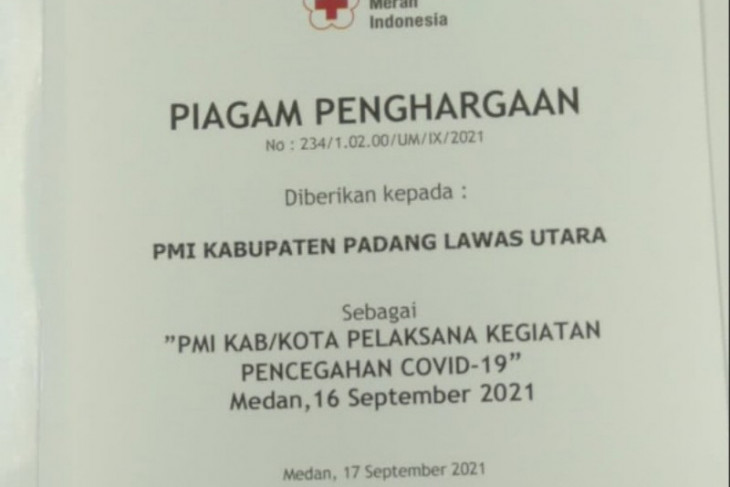 Merah
Indonesia
PIAGAM PENGHARGAAN
No : 234/1.02.00/UM/IX/2021
Diberikan kepada :
PMI KABUPATEN PADANG LAWAS UTARA
Sebagai
”PMI KAB/KOTA PELAKSANA KEGIATAN
PENCEGAHAN COVID-19”
Medan,16 September 2021
Medan, 17 September 2021